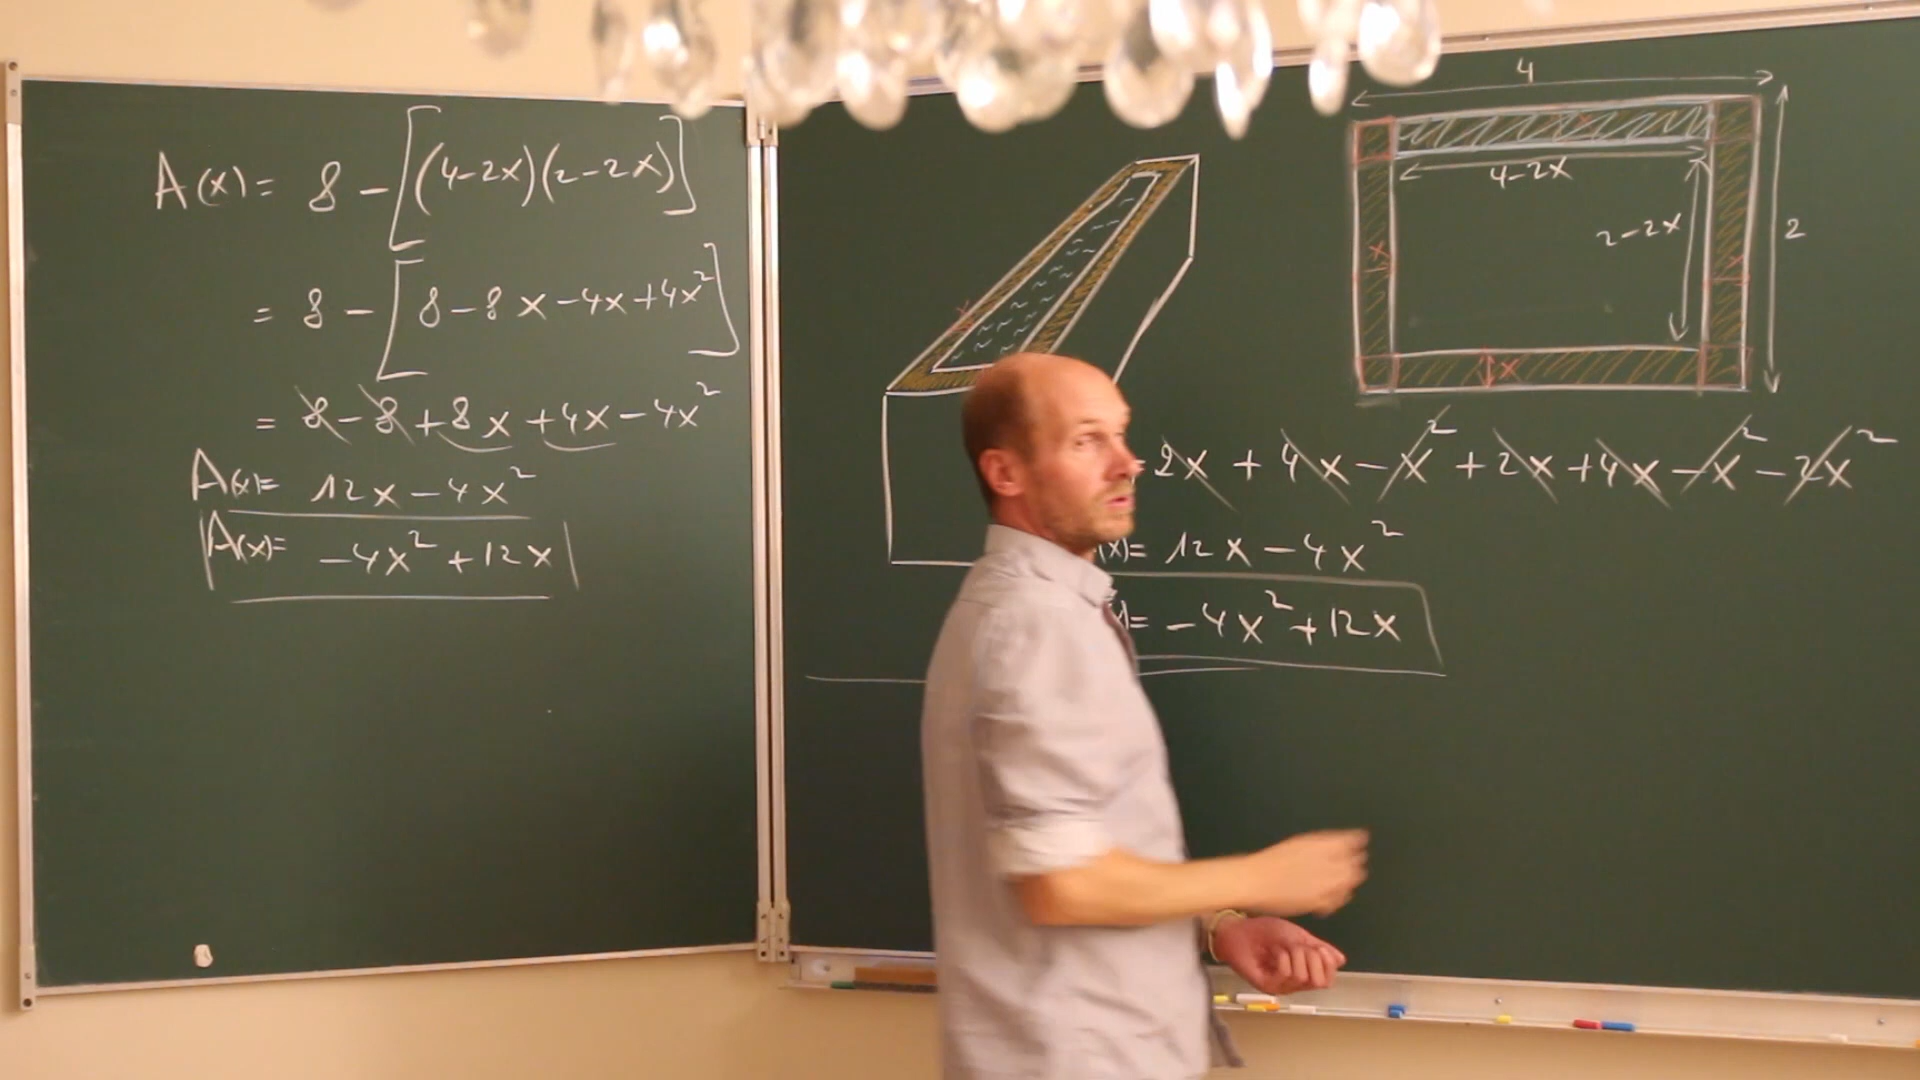 A(x) = 8 - [(4-2x)(2-2x)]
= 8 - [8-8x-4x+4x²]
= 8-8+8x+4x-4x²
A(x)= 12x-4x²
A(x)= -4x²+12x
4
4-2x
2-2x
2
x
x
x
x
x
2x + 4x - x² + 2x + 4x - x² - 2x²
(x)= 12x-4x²
)= -4x²+12x